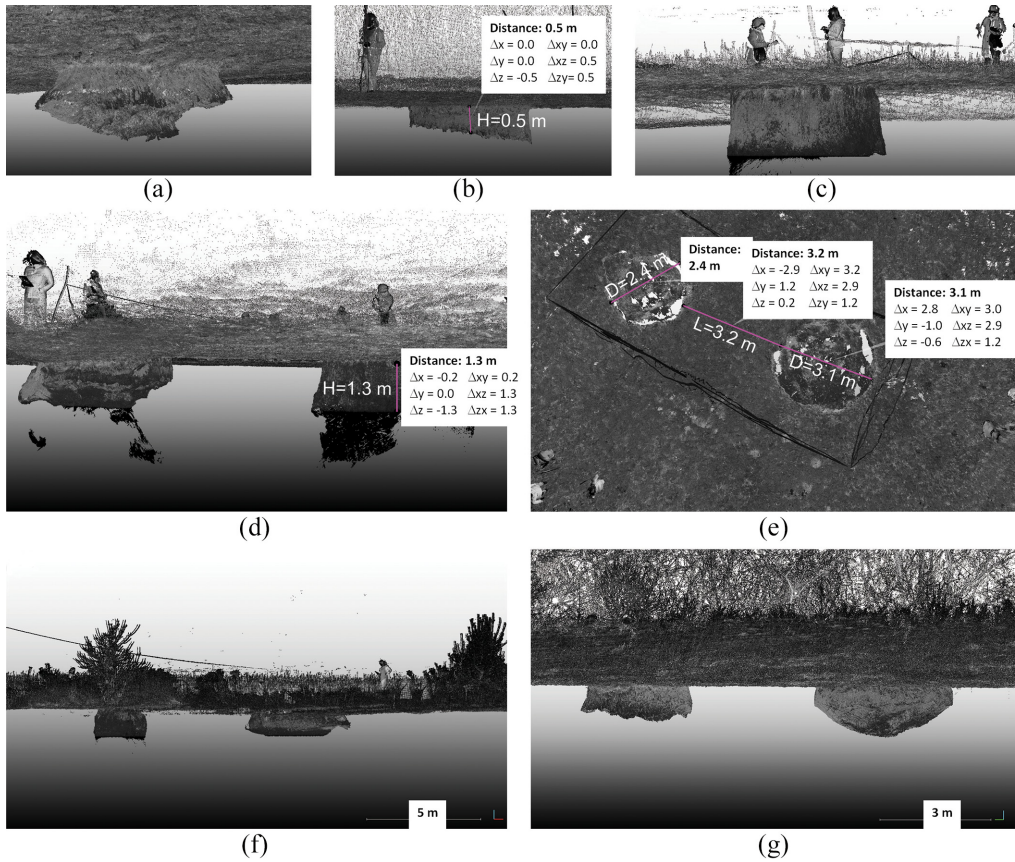 Distance: 0.5 m
Δx = 0.0 Δxy = 0.0
Δy = 0.0 Δxz = 0.5
Δz = -0.5 Δzy= 0.5
H=0.5 m
(a)
(b)
(c)
Distance: 1.3 m
Δx = -0.2 Δxy = 0.2
Δy = 0.0 Δxz = 1.3
Δz = -1.3 Δzx = 1.3
H=1.3 m
D=2.4 m
Distance:
2.4 m
Distance: 3.2 m
Δx = -2.9 Δxy = 3.2
Δy = 1.2 Δxz = 2.9
Δz = 0.2 Δzy = 1.2
Distance: 3.1 m
Δx = 2.8 Δxy = 3.0
Δy = -1.0 Δxz = 2.9
Δz = -0.6 Δzx = 1.2
L=3.2 m
D=3.1 m
(d)
(e)
5 m
3 m
(f)
(g)